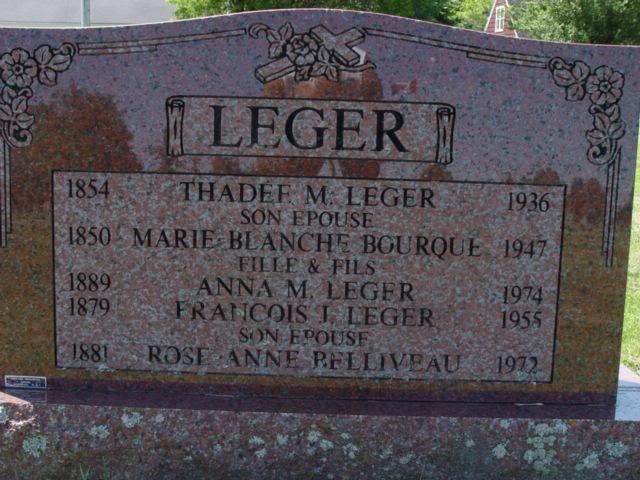 LEGER
1854 THADEE M. LEGER 1936
SON EPOUSE
1850 MARIE-BLANCHE BOURQUE 1947
FILLE & FILS
1889 ANNA M. LEGER 1974
1879 FRANCOIS J. LEGER 1955
SON EPOUSE
1881 ROSE-ANNE BELLIVEAU 1972